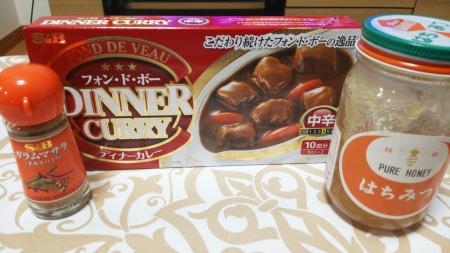 S&B
FOND DE VEAU
フォン・ド・ボー
DINNER
CURRY
ディナーカレー
こだわり続けたフォン・ド・ボーの逸品
中辛
10皿分
S&B
ガラムマサラ
PURE HONEY
はちみつ